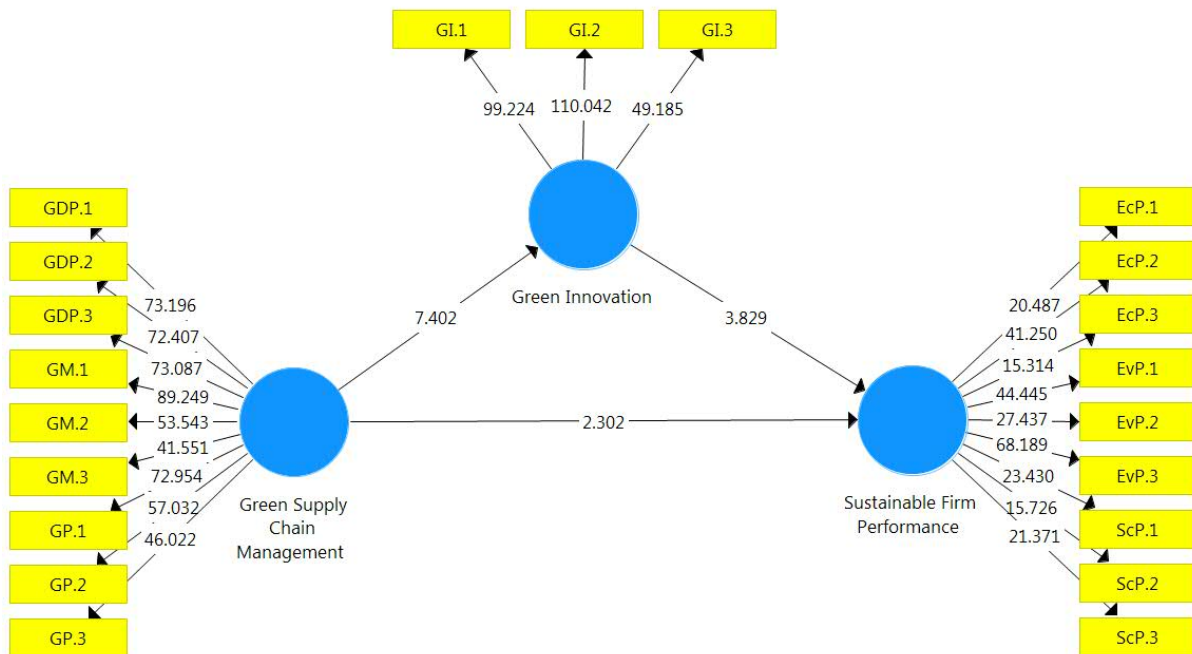 GI.1
GI.2
GI.3
99.224
110.042
49.185
Green Innovation
7.402
3.829
2.302
GDP.1
GDP.2
GDP.3
GM.1
GM.2
GM.3
GP.1
GP.2
GP.3
73.196
72.407
73.087
89.249
53.543
41.551
72.954
57.032
46.022
Green Supply
Chain
Management
Sustainable Firm
Performance
20.487
41.250
15.314
44.445
27.437
68.189
23.430
15.726
21.371
EcP.1
EcP.2
EcP.3
EvP.1
EvP.2
EvP.3
ScP.1
ScP.2
ScP.3